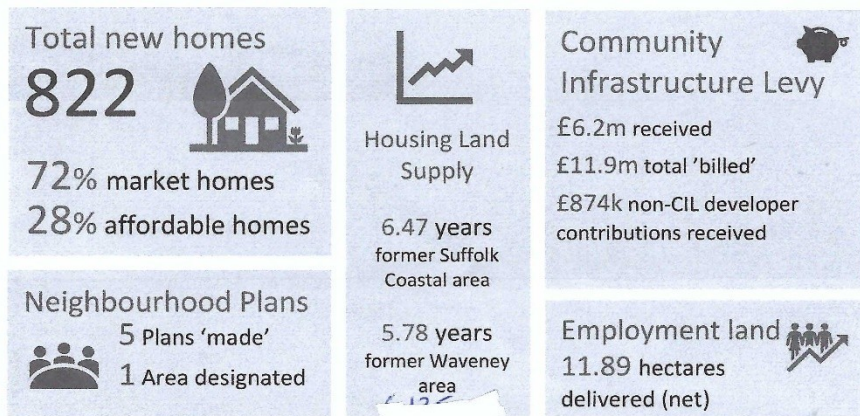 Total new homes
822
72% market homes
28% affordable homes
Neighbourhood Plans
5 Plans 'made'
1 Area designated
Housing Land
Supply
6.47 years
former Suffolk
Coastal area
5.78 years
former Waveney
area
Community
Infrastructure Levy
£6.2m received
£11.9m total 'billed'
£874k non-CIL developer
contributions received
Employment land
11.89 hectares
delivered (net)